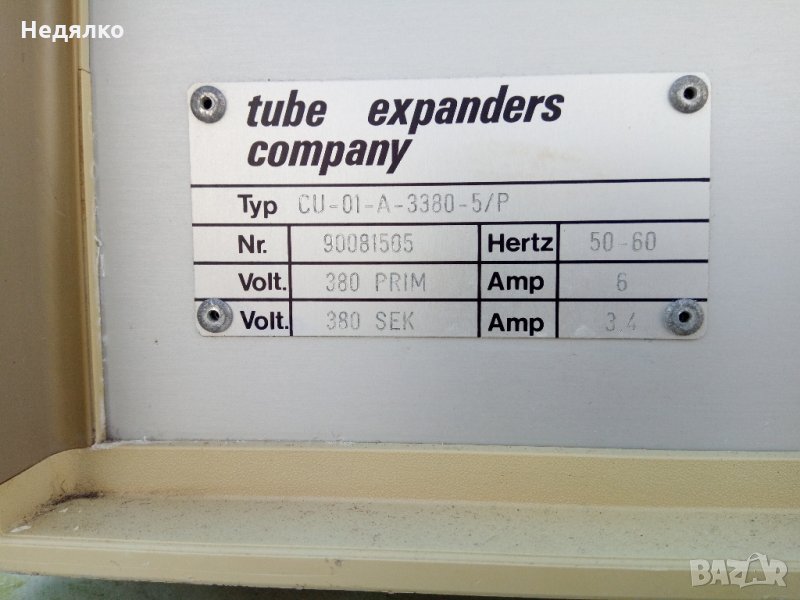 Недялко
tube expanders
company
Typ CU-01-A-3380-5/P
Nr. 90081505 Hertz 50-60
Volt. 380 PRIM Amp 6
Volt. 380 SEK Amp 3.4
BAZAR